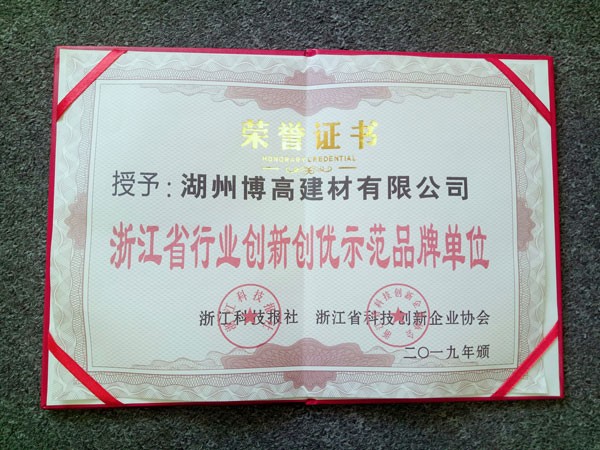 荣誉证书
HONORARY CREDENTIAL
授予：湖州博高建材有限公司
浙江省行业创新创优示范品牌单位
浙江科技报社 浙江省科技创新企业协会
二〇一九年颁